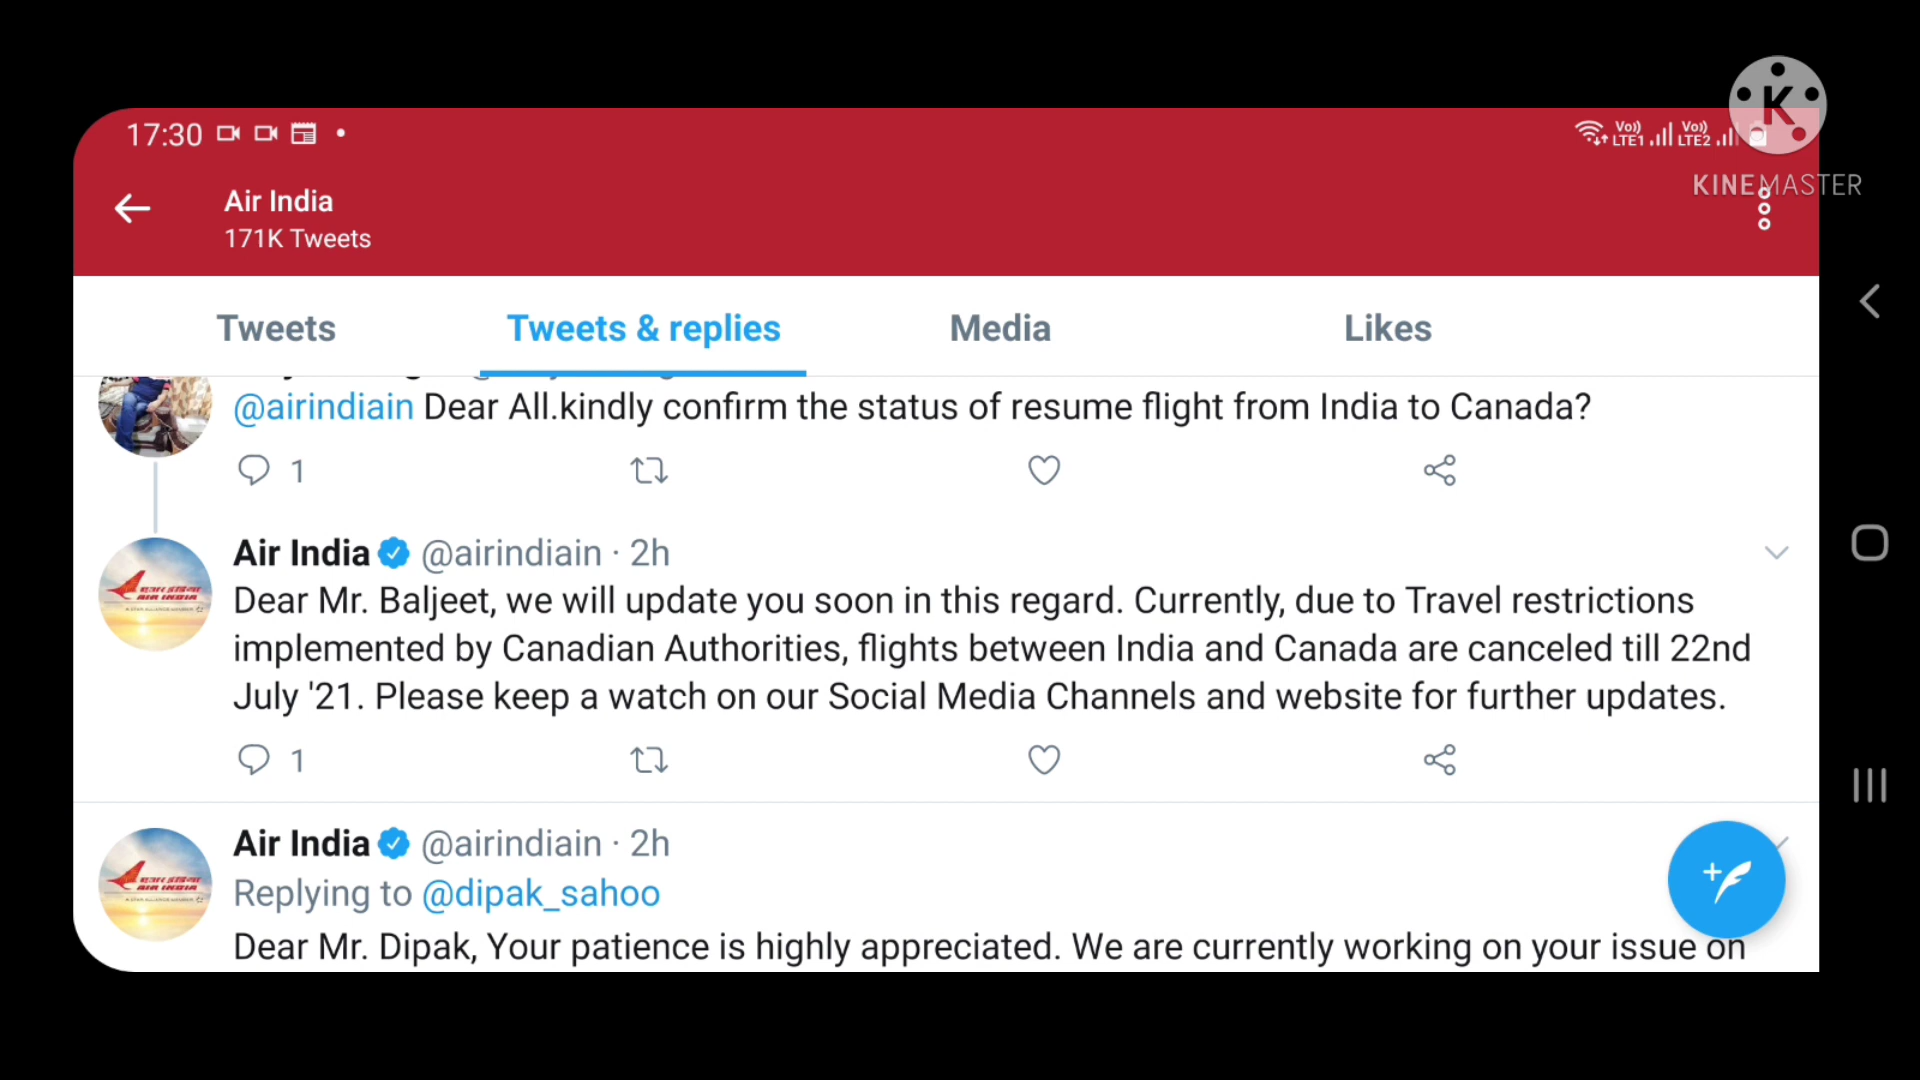 17:30
Vo)) LTE1 Vo)) LTE2
KINEMASTER
Air India
171K Tweets
Tweets Tweets & replies Media Likes
@airindiain Dear All.kindly confirm the status of resume flight from India to Canada?
1
Air India @airindiain · 2h
Dear Mr. Baljeet, we will update you soon in this regard. Currently, due to Travel restrictions
implemented by Canadian Authorities, flights between India and Canada are canceled till 22nd
July '21. Please keep a watch on our Social Media Channels and website for further updates.
1
Air India @airindiain · 2h
Replying to @dipak_sahoo
Dear Mr. Dipak, Your patience is highly appreciated. We are currently working on your issue on